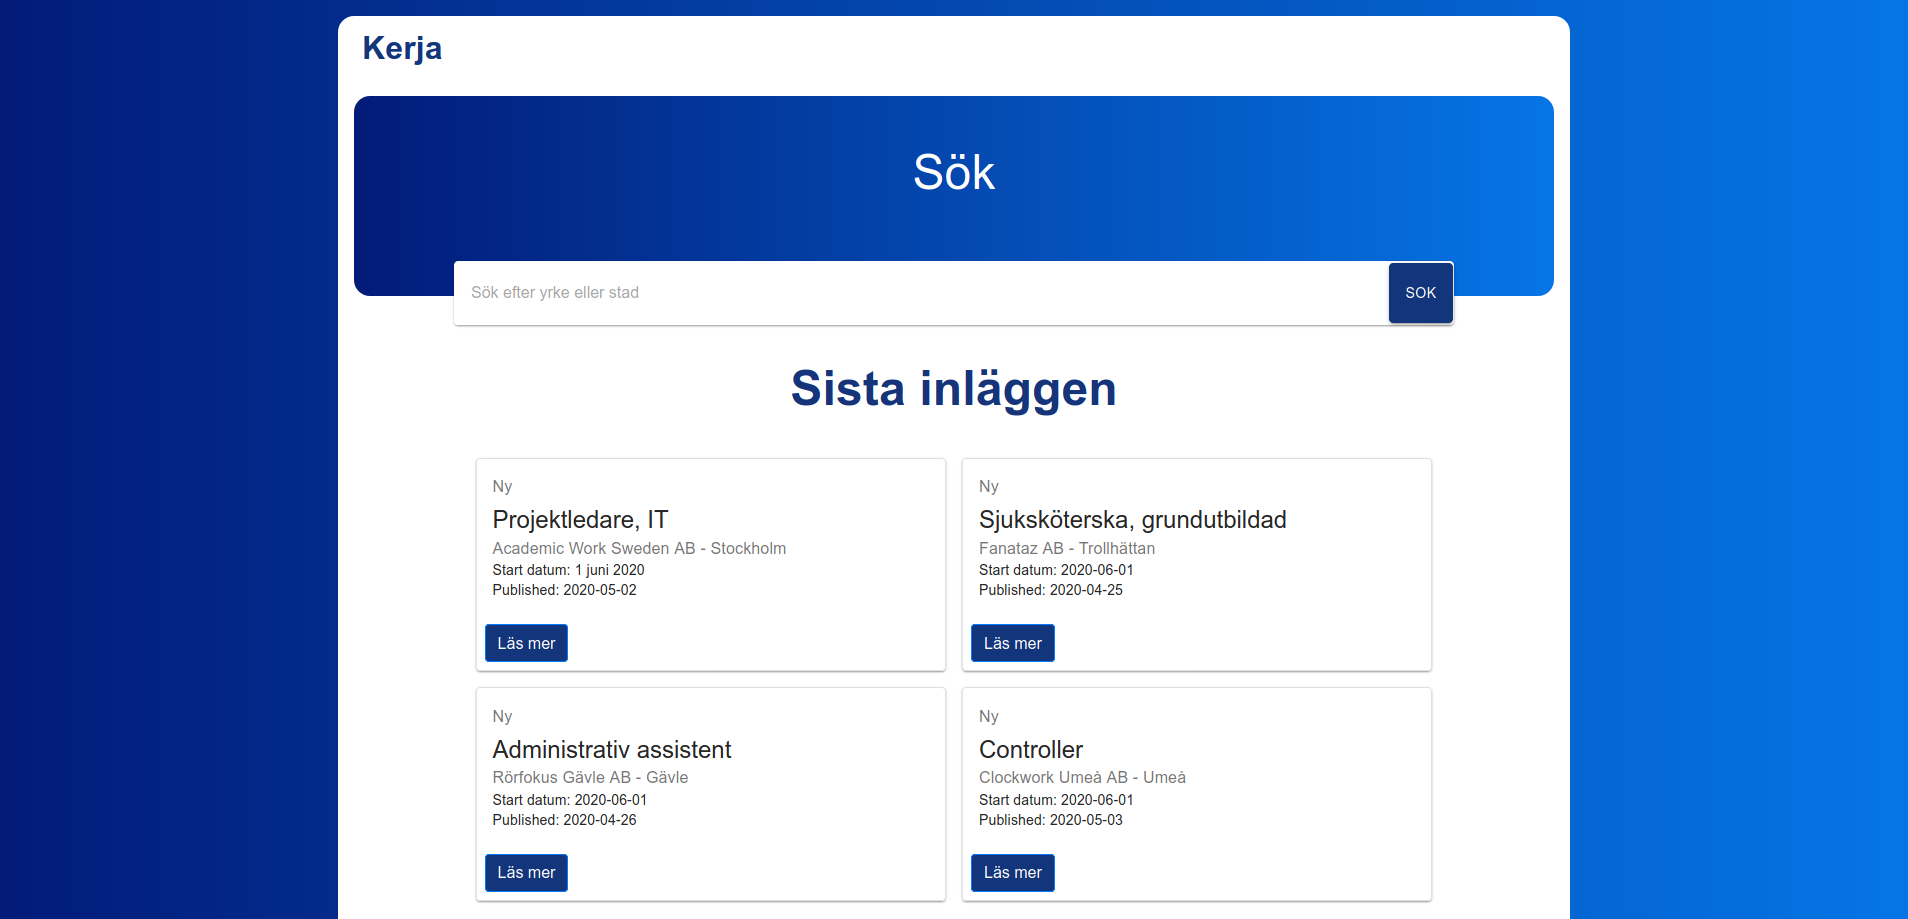 Kerja
Sök
Sök efter yrke eller stad
SOK
Sista inläggen
Ny
Projektledare, IT
Academic Work Sweden AB - Stockholm
Start datum: 1 juni 2020
Published: 2020-05-02
Läs mer
Ny
Sjuksköterska, grundutbildad
Fanataz AB - Trollhättan
Start datum: 2020-06-01
Published: 2020-04-25
Läs mer
Ny
Administrativ assistent
Rörfokus Gävle AB - Gävle
Start datum: 2020-06-01
Published: 2020-04-26
Läs mer
Ny
Controller
Clockwork Umeå AB - Umeå
Start datum: 2020-06-01
Published: 2020-05-03
Läs mer